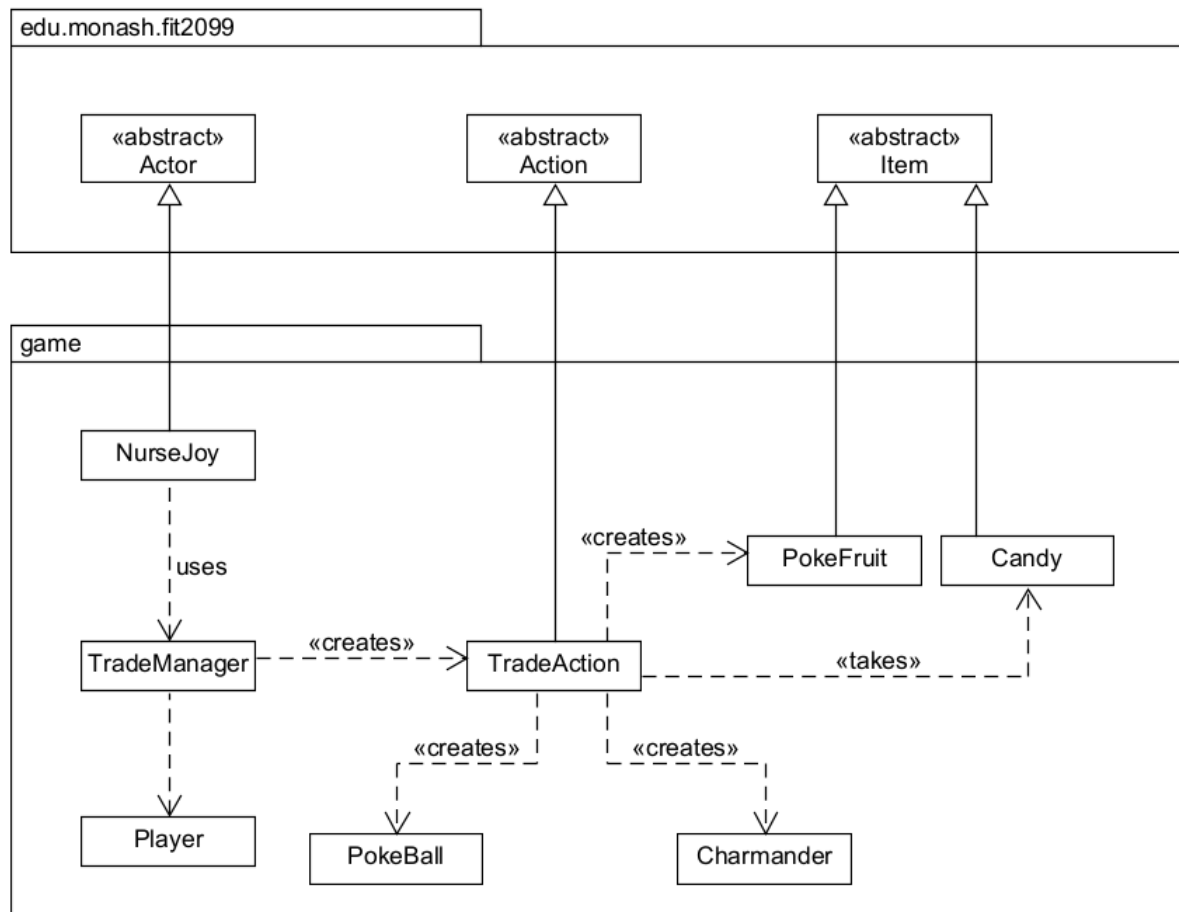 edu.monash.fit2099
«abstract»
Actor
«abstract»
Action
«abstract»
Item
game
NurseJoy
uses
«creates»
PokeFruit
Candy
TradeManager
«creates»
TradeAction
«takes»
«creates»
«creates»
Player
PokeBall
Charmander